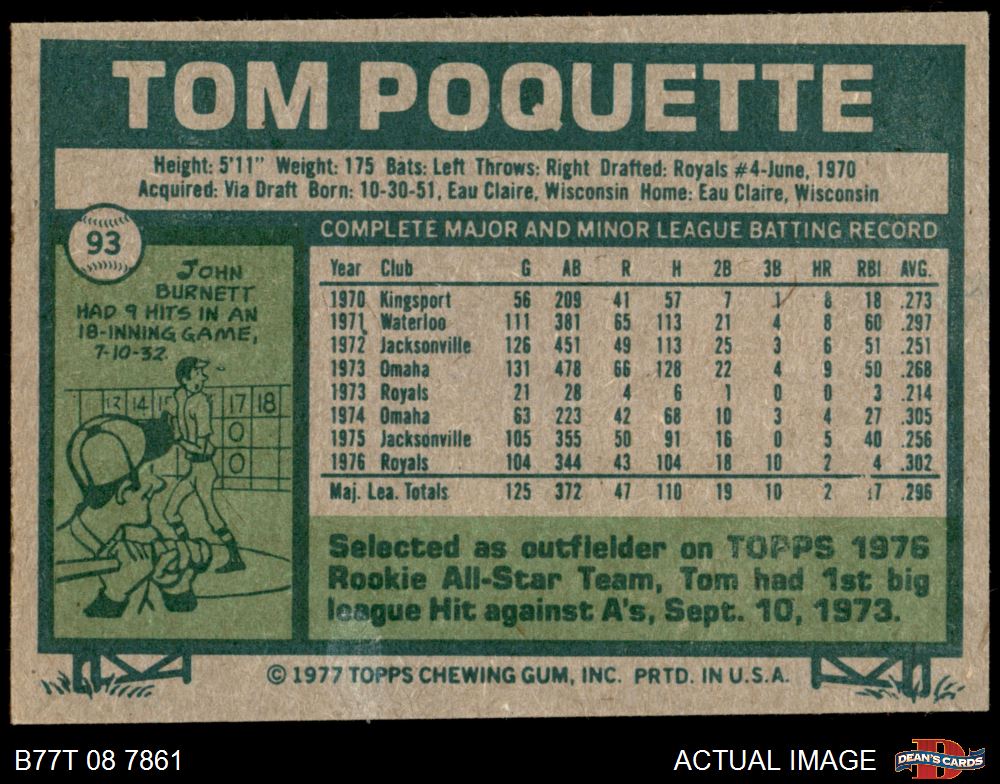 TOM POQUETTE
Height: 5'11" Weight: 175 Bats: Left Throws: Right Drafted: Royals #4-June, 1970
Acquired: Via Draft Born: 10-30-51, Eau Claire, Wisconsin Home: Eau Claire, Wisconsin
93
JOHN
BURNETT
HAD 9 HITS IN AN
18-INNING GAME,
7-10-32
13 14 17 18
0
0
COMPLETE MAJOR AND MINOR LEAGUE BATTING RECORD
Year Club G AB R H 2B 3B HR RBI AVG.
1970 Kingsport 56 209 41 57 7 1 8 18 .273
1971 Waterloo 111 381 65 113 21 4 8 60 .297
1972 Jacksonville 126 451 49 113 25 3 6 51 .251
1973 Omaha 131 478 66 128 22 4 9 50 .268
1973 Royals 21 28 4 6 1 0 0 3 .214
1974 Omaha 63 223 42 68 10 3 4 27 .305
1975 Jacksonville 105 355 50 91 16 0 5 40 .256
1976 Royals 104 344 43 104 18 10 2 4 .302
Maj. Lea. Totals 125 372 47 110 19 10 2 7 .296
Selected as outfielder on TOPPS 1976
Rookie All-Star Team, Tom had 1st big
league Hit against A's, Sept. 10, 1973.
© 1977 TOPPS CHEWING GUM, INC. PRTD. IN U.S.A.
B77T 08 7861
ACTUAL IMAGE
DEAN'S CARDS